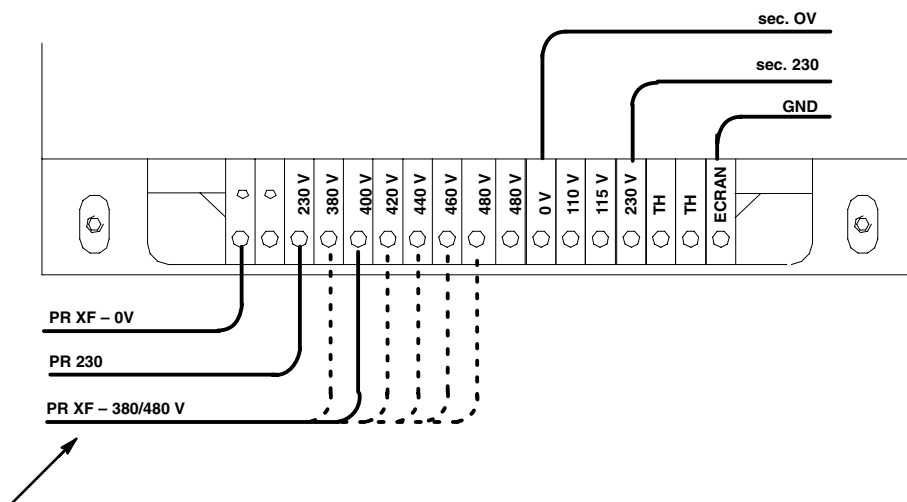 sec. OV
sec. 230
GND
230 V
380 V
400 V
420 V
440 V
460 V
480 V
480 V
0 V
110 V
115 V
230 V
TH
TH
ECRAN
PR XF – 0V
PR 230
PR XF – 380/480 V